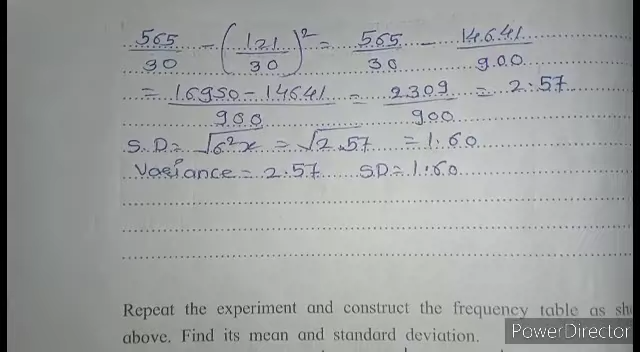 565/30 - (121/30)² = 565/30 - 14641/900
= 16950 - 14641/900 = 2309/900 = 2.57
S.D = √σ²x = √2.57 = 1.60
Variance = 2.57 SD = 1.60
Repeat the experiment and construct the frequency table as sh
above. Find its mean and standard deviation.
PowerDirector